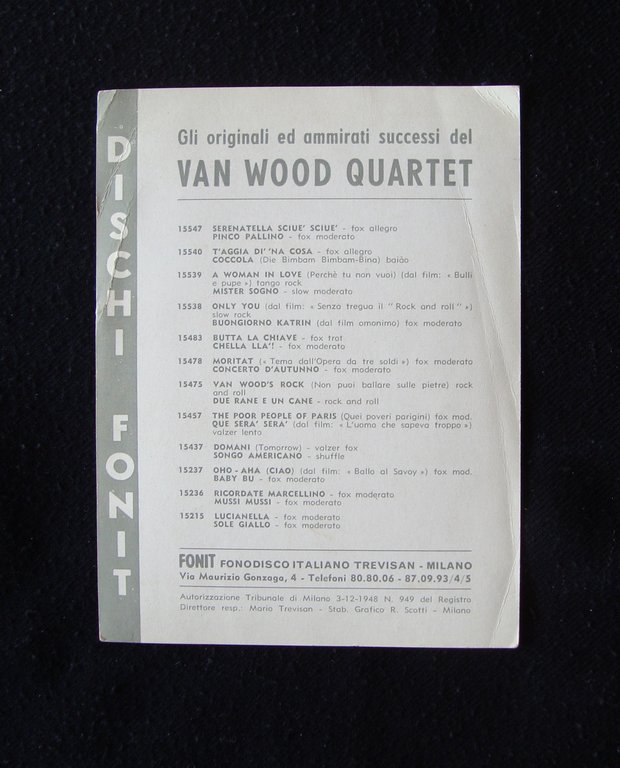 DISCHI FONIT
Gli originali ed ammirati successi del
VAN WOOD QUARTET
15547 SERENATELLA SCIUE' SCIUE' - fox allegro
PINCO PALLINO - fox moderato
15540 T'AGGIA DI' 'NA COSA - fox allegro
COCCOLA (Die Bimbam Bimbam-Bina) baião
15539 A WOMAN IN LOVE (Perchè tu non vuoi) (dal film: « Bulli
e pupe ») tango rock
MISTER SOGNO - slow moderato
15538 ONLY YOU (dal film: « Senza tregua il "Rock and roll" »)
slow rock
BUONGIORNO KATRIN (dal film omonimo) fox moderato
15483 BUTTA LA CHIAVE - fox trot
CHELLA LLA'! - fox moderato
15478 MORITAT (« Tema dall'Opera da tre soldi ») fox moderato
CONCERTO D'AUTUNNO - fox moderato
15475 VAN WOOD'S ROCK (Non puoi ballare sulle pietre) rock
and roll
DUE RANE E UN CANE - rock and roll
15457 THE POOR PEOPLE OF PARIS (Quei poveri parigini) fox mod.
QUE SERA' SERA' (dal film: « L'uomo che sapeva troppo »)
valzer lento
15437 DOMANI (Tomorrow) - valzer fox
SONGO AMERICANO - shuffle
15237 OHO - AHA (CIAO) (dal film: « Ballo al Savoy ») fox mod.
BABY BU - fox moderato
15236 RICORDATE MARCELLINO - fox moderato
MUSSI MUSSI - fox moderato
15215 LUCIANELLA - fox moderato
SOLE GIALLO - fox moderato
FONIT FONODISCO ITALIANO TREVISAN - MILANO
Via Maurizio Gonzaga, 4 - Telefoni 80.80.06 - 87.09.93/4/5
Autorizzazione Tribunale di Milano 3-12-1948 N. 949 del Registro
Direttore resp.: Mario Trevisan - Stab. Grafico R. Scotti - Milano